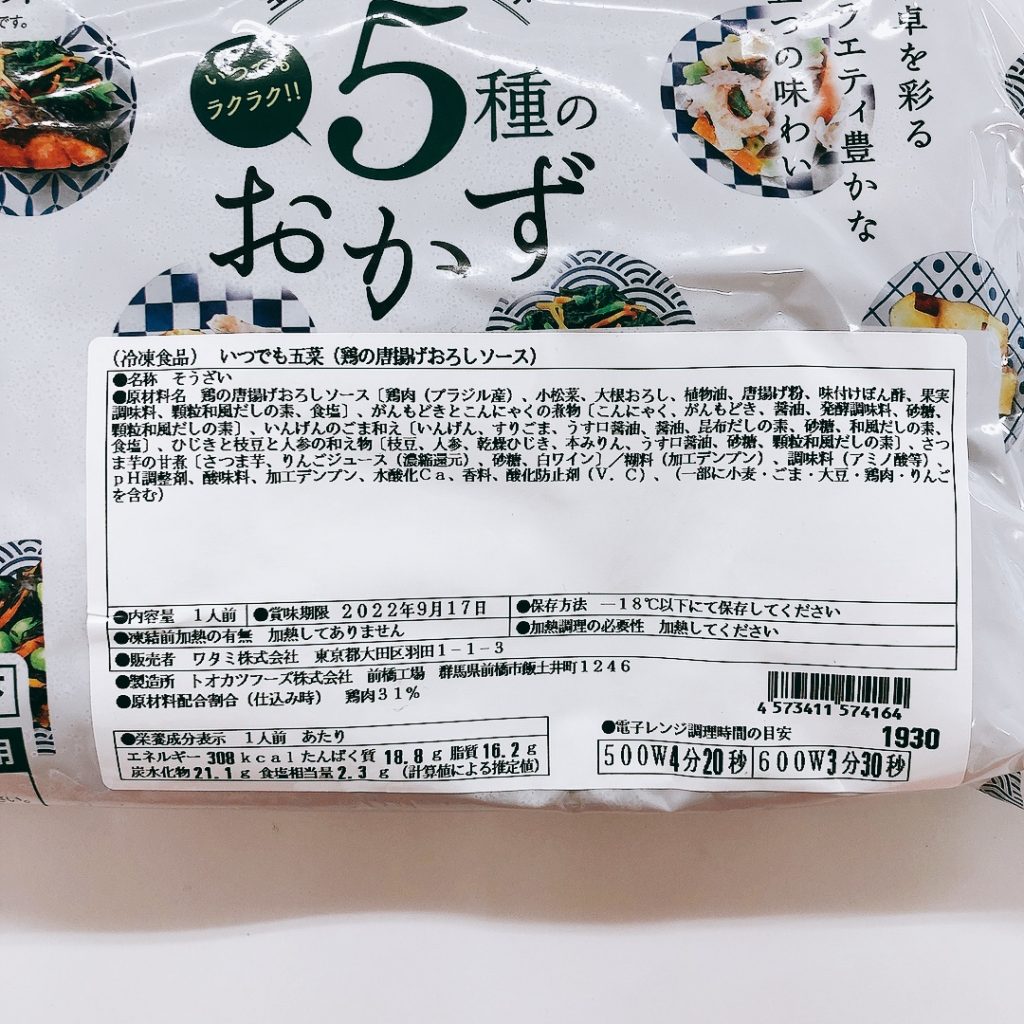 です。
いつでも
ラクラク!!
5種の
おかず
卓を彩る
ラエティ豊かな
つの味わい
（冷凍食品） いつでも五菜（鶏の唐揚げおろしソース）
●名称 そうざい
●原材料名 鶏の唐揚げおろしソース〔鶏肉（ブラジル産）、小松菜、大根おろし、植物油、唐揚げ粉、味付けぽん酢、果実
調味料、顆粒和風だしの素、食塩〕、がんもどきとこんにゃくの煮物〔こんにゃく、がんもどき、醤油、発酵調味料、砂糖、
顆粒和風だしの素〕、いんげんのごま和え〔いんげん、すりごま、うす口醤油、醤油、昆布だしの素、砂糖、和風だしの素、
食塩〕、ひじきと枝豆と人参の和え物〔枝豆、人参、乾燥ひじき、本みりん、うす口醤油、砂糖、顆粒和風だしの素〕、さつ
ま芋の甘煮〔さつま芋、りんごジュース（濃縮還元）、砂糖、白ワイン〕／糊料（加工デンプン）、調味料（アミノ酸等）、
ｐＨ調整剤、酸味料、加工デンプン、水酸化Ｃａ、香料、酸化防止剤（Ｖ．Ｃ）、（一部に小麦・ごま・大豆・鶏肉・りんご
を含む）
●内容量 １人前 ●賞味期限 ２０２２年９月１７日 ●保存方法 －１８℃以下にて保存してください
●凍結前加熱の有無 加熱してありません ●加熱調理の必要性 加熱してください
●販売者 ワタミ株式会社 東京都大田区羽田１－１－３
●製造所 トオカツフーズ株式会社 前橋工場 群馬県前橋市飯土井町１２４６
●原材料配合割合（仕込み時） 鶏肉３１％
4 573411 574164
●栄養成分表示 １人前 あたり
エネルギー 308ｋｃａｌたんぱく質 18.8ｇ脂質16.2ｇ
炭水化物21.1ｇ食塩相当量2.3ｇ（計算値による推定値）
●電子レンジ調理時間の目安 1930
500W4分20秒 600W3分30秒